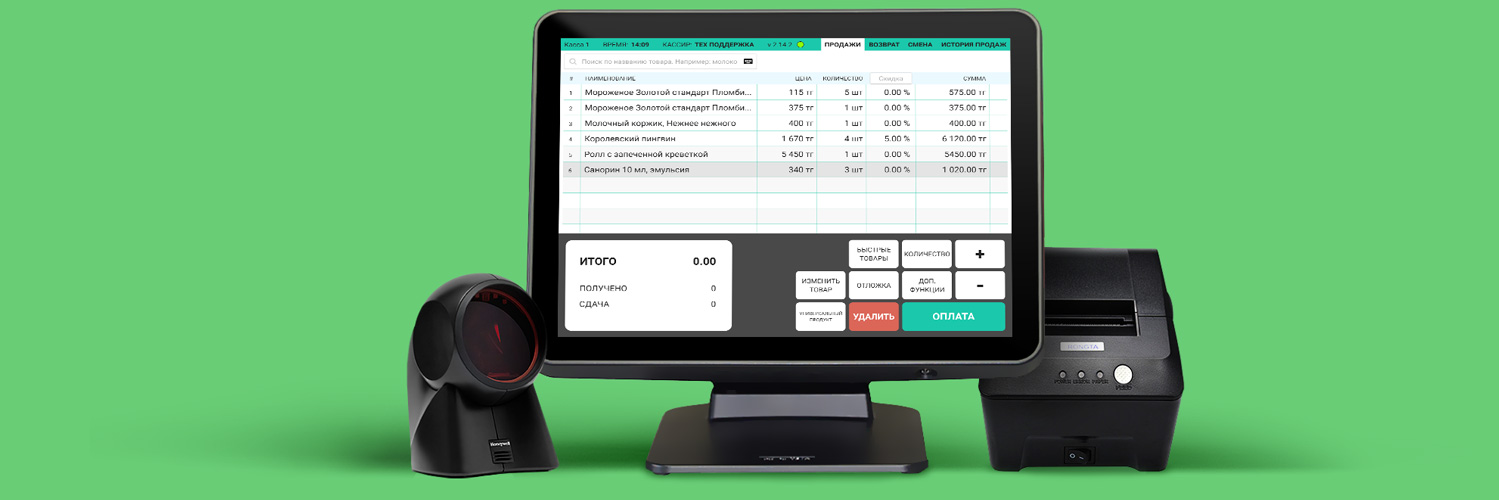 Касса 1 ВРЕМЯ: 14:09 КАССИР: ТЕХ ПОДДЕРЖКА v 2.14.2 ПРОДАЖИ ВОЗВРАТ СМЕНА ИСТОРИЯ ПРОДАЖ
Поиск по названию товара. Например: молоко
# НАИМЕНОВАНИЕ ЦЕНА КОЛИЧЕСТВО Скидка СУММА
1 Мороженое Золотой стандарт Пломби... 115 тг 5 шт 0.00 % 575.00 тг
2 Мороженое Золотой стандарт Пломби... 375 тг 1 шт 0.00 % 375.00 тг
3 Молочный коржик, Нежнее нежного 400 тг 1 шт 0.00 % 400.00 тг
4 Королевский пингвин 1 670 тг 4 шт 5.00 % 6 120.00 тг
5 Ролл с запеченной креветкой 5 450 тг 1 шт 0.00 % 5450.00 тг
6 Санорин 10 мл, эмульсия 340 тг 3 шт 0.00 % 1 020.00 тг
ИТОГО 0.00
ПОЛУЧЕНО 0
СДАЧА 0
БЫСТРЫЕ
ТОВАРЫ
КОЛИЧЕСТВО
+
ИЗМЕНИТЬ
ТОВАР
ОТЛОЖКА
ДОП.
ФУНКЦИИ
-
УНИВЕРСАЛЬНЫЙ
ПРОДУКТ
УДАЛИТЬ
ОПЛАТА
Honeywell
RONGTA
POWER ERROR PAPER
FEED